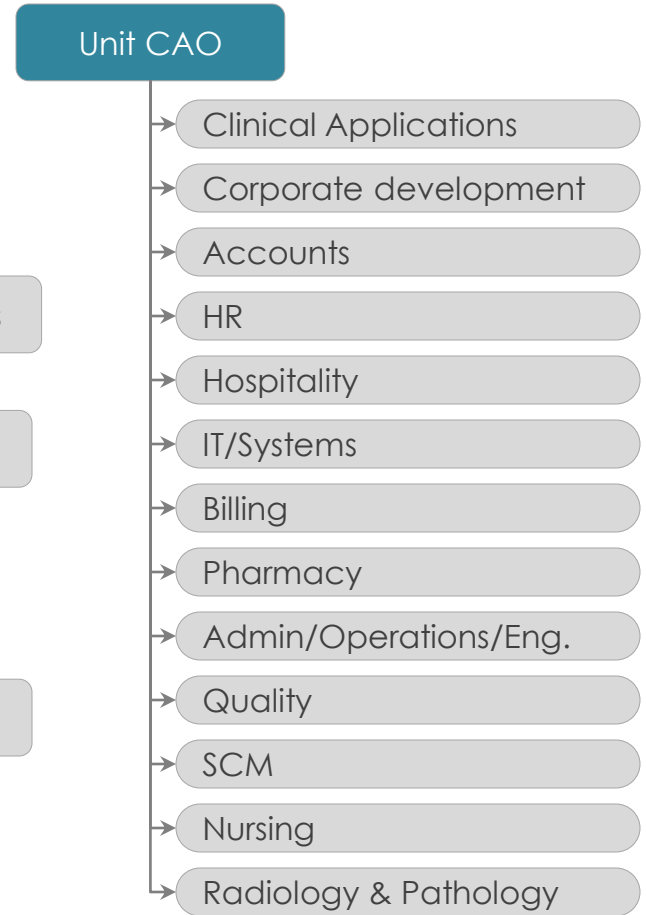 Unit CAO
Clinical Applications
Corporate development
Accounts
HR
Hospitality
IT/Systems
Billing
Pharmacy
Admin/Operations/Eng.
Quality
SCM
Nursing
Radiology & Pathology